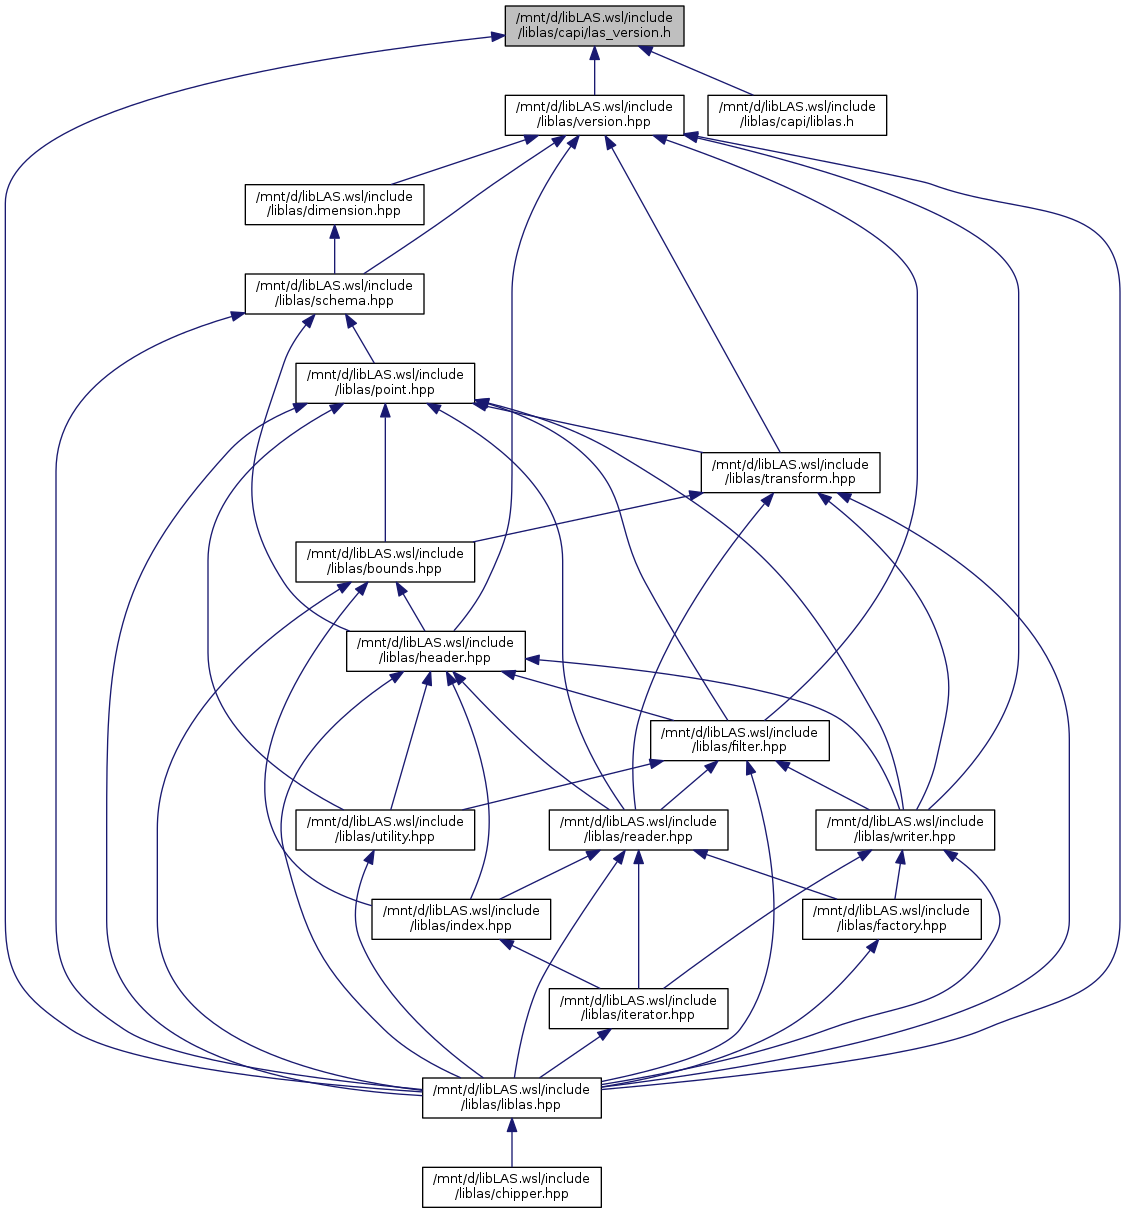 /mnt/d/libLAS.wsl/include
/liblas/capi/las_version.h
/mnt/d/libLAS.wsl/include
/liblas/version.hpp
/mnt/d/libLAS.wsl/include
/liblas/capi/liblas.h
/mnt/d/libLAS.wsl/include
/liblas/dimension.hpp
/mnt/d/libLAS.wsl/include
/liblas/schema.hpp
/mnt/d/libLAS.wsl/include
/liblas/point.hpp
/mnt/d/libLAS.wsl/include
/liblas/transform.hpp
/mnt/d/libLAS.wsl/include
/liblas/bounds.hpp
/mnt/d/libLAS.wsl/include
/liblas/header.hpp
/mnt/d/libLAS.wsl/include
/liblas/filter.hpp
/mnt/d/libLAS.wsl/include
/liblas/utility.hpp
/mnt/d/libLAS.wsl/include
/liblas/reader.hpp
/mnt/d/libLAS.wsl/include
/liblas/writer.hpp
/mnt/d/libLAS.wsl/include
/liblas/index.hpp
/mnt/d/libLAS.wsl/include
/liblas/factory.hpp
/mnt/d/libLAS.wsl/include
/liblas/iterator.hpp
/mnt/d/libLAS.wsl/include
/liblas/liblas.hpp
/mnt/d/libLAS.wsl/include
/liblas/chipper.hpp